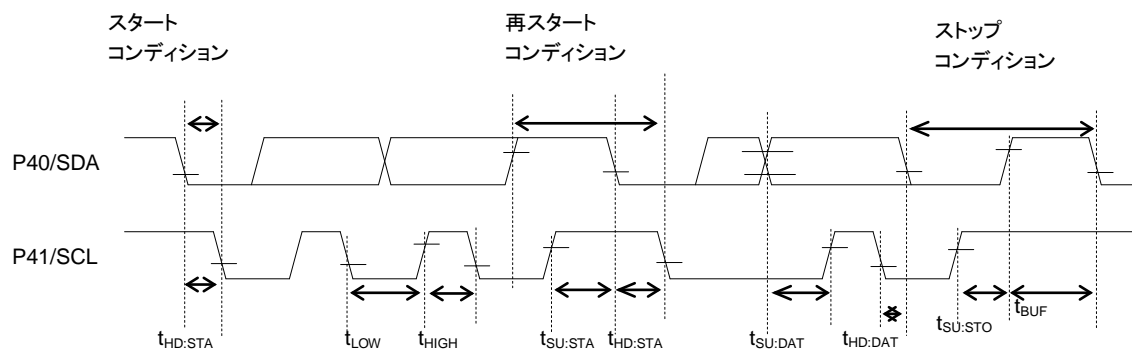 スタート
コンディション
再スタート
コンディション
ストップ
コンディション
P40/SDA
P41/SCL
tHD:STA
tLOW
tHIGH
tSU:STA
tHD:STA
tSU:DAT
tHD:DAT
tSU:STO
tBUF